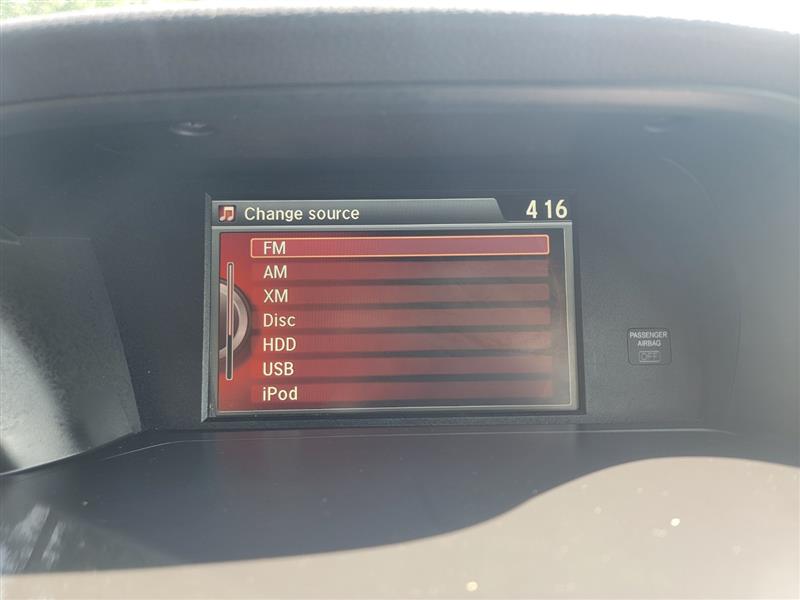 Change source 4 16
FM
AM
XM
Disc
HDD
USB
iPod
PASSENGER
AIRBAG
OFF